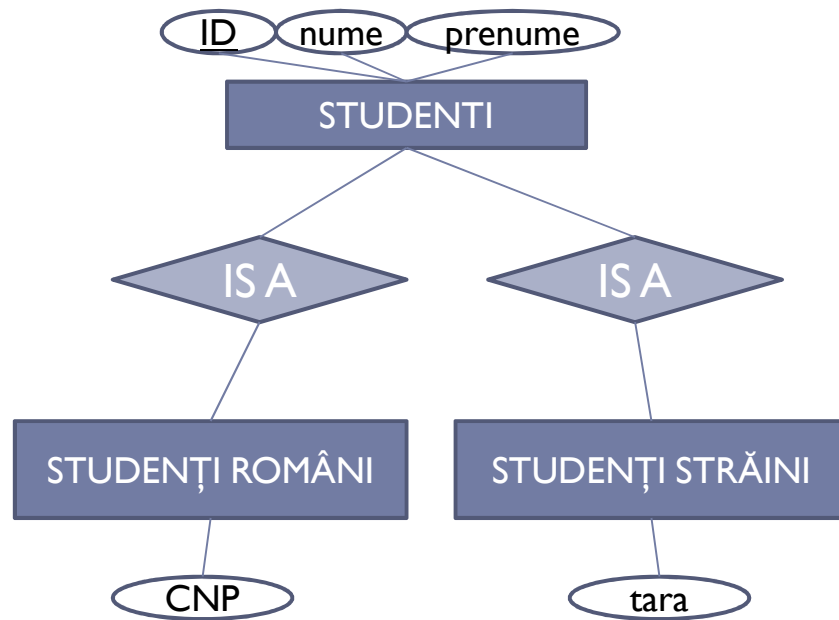 ID nume prenume
STUDENTI
IS A IS A
STUDENȚI ROMÂNI STUDENȚI STRĂINI
CNP tara